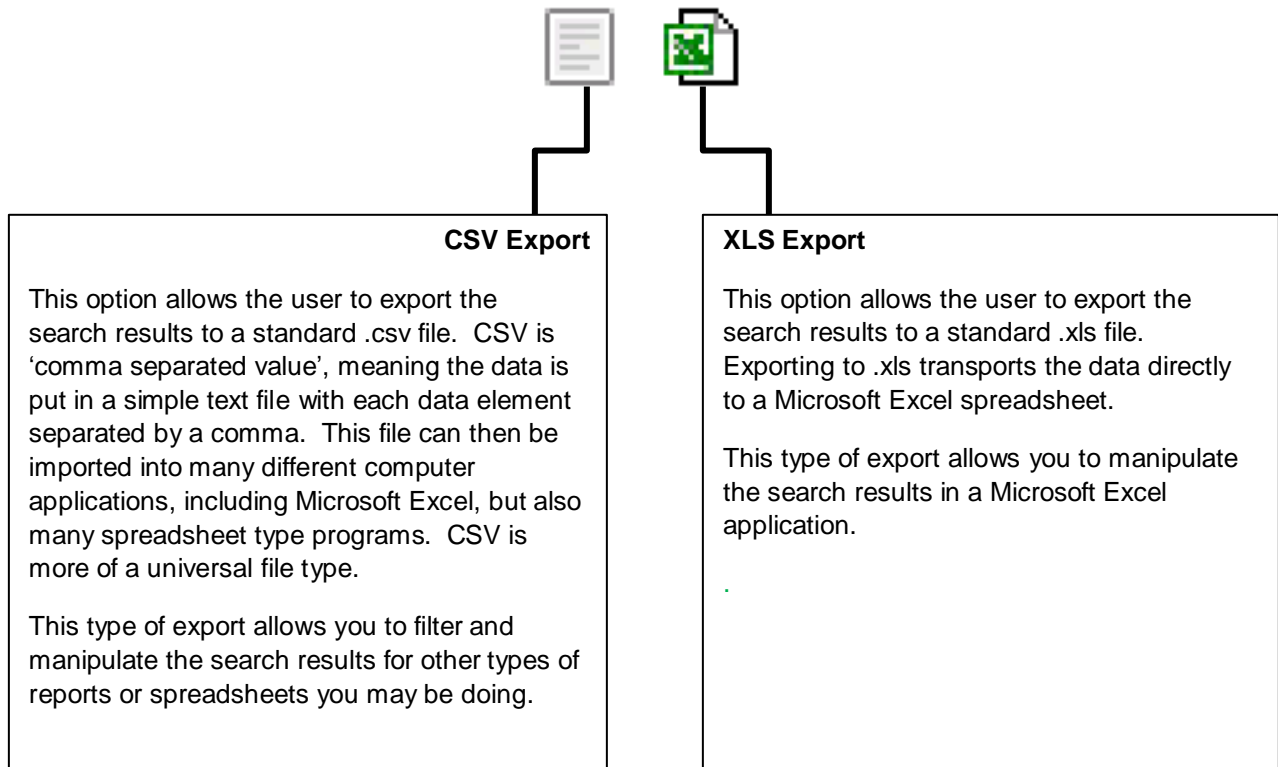 CSV Export
This option allows the user to export the
search results to a standard .csv file.  CSV is
‘comma separated value’, meaning the data is
put in a simple text file with each data element
separated by a comma.  This file can then be
imported into many different computer
applications, including Microsoft Excel, but also
many spreadsheet type programs.  CSV is
more of a universal file type.
This type of export allows you to filter and
manipulate the search results for other types of
reports or spreadsheets you may be doing.
XLS Export
This option allows the user to export the
search results to a standard .xls file.
Exporting to .xls transports the data directly
to a Microsoft Excel spreadsheet.
This type of export allows you to manipulate
the search results in a Microsoft Excel
application.
.